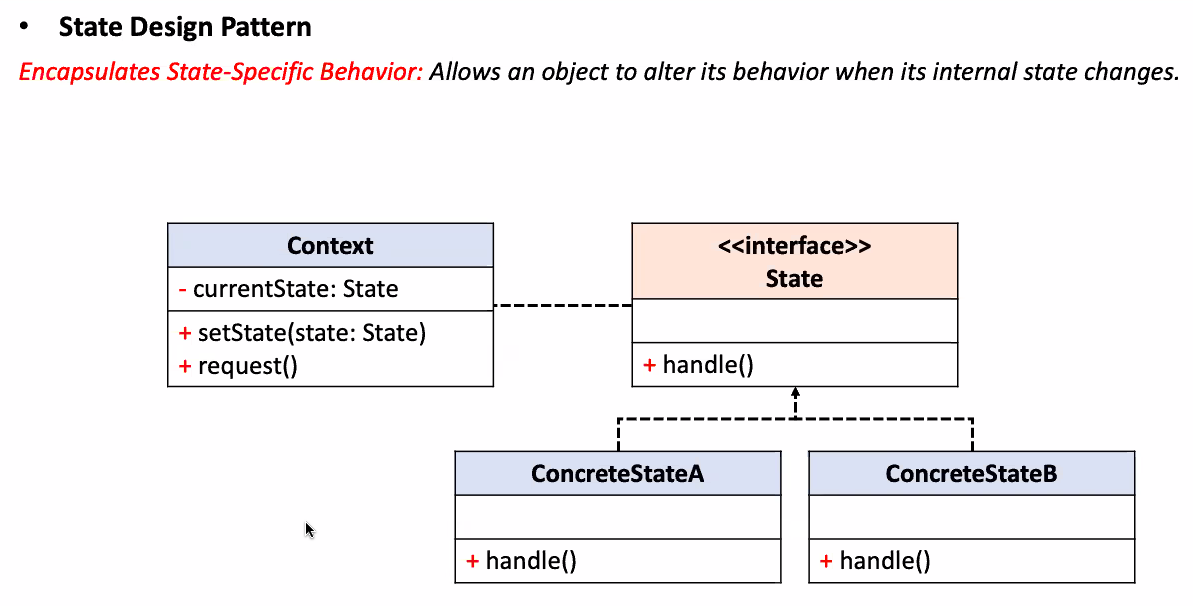 • State Design Pattern
Encapsulates State-Specific Behavior: Allows an object to alter its behavior when its internal state changes.
Context
- currentState: State
+ setState(state: State)
+ request()
<<interface>>
State
+ handle()
ConcreteStateA
+ handle()
ConcreteStateB
+ handle()